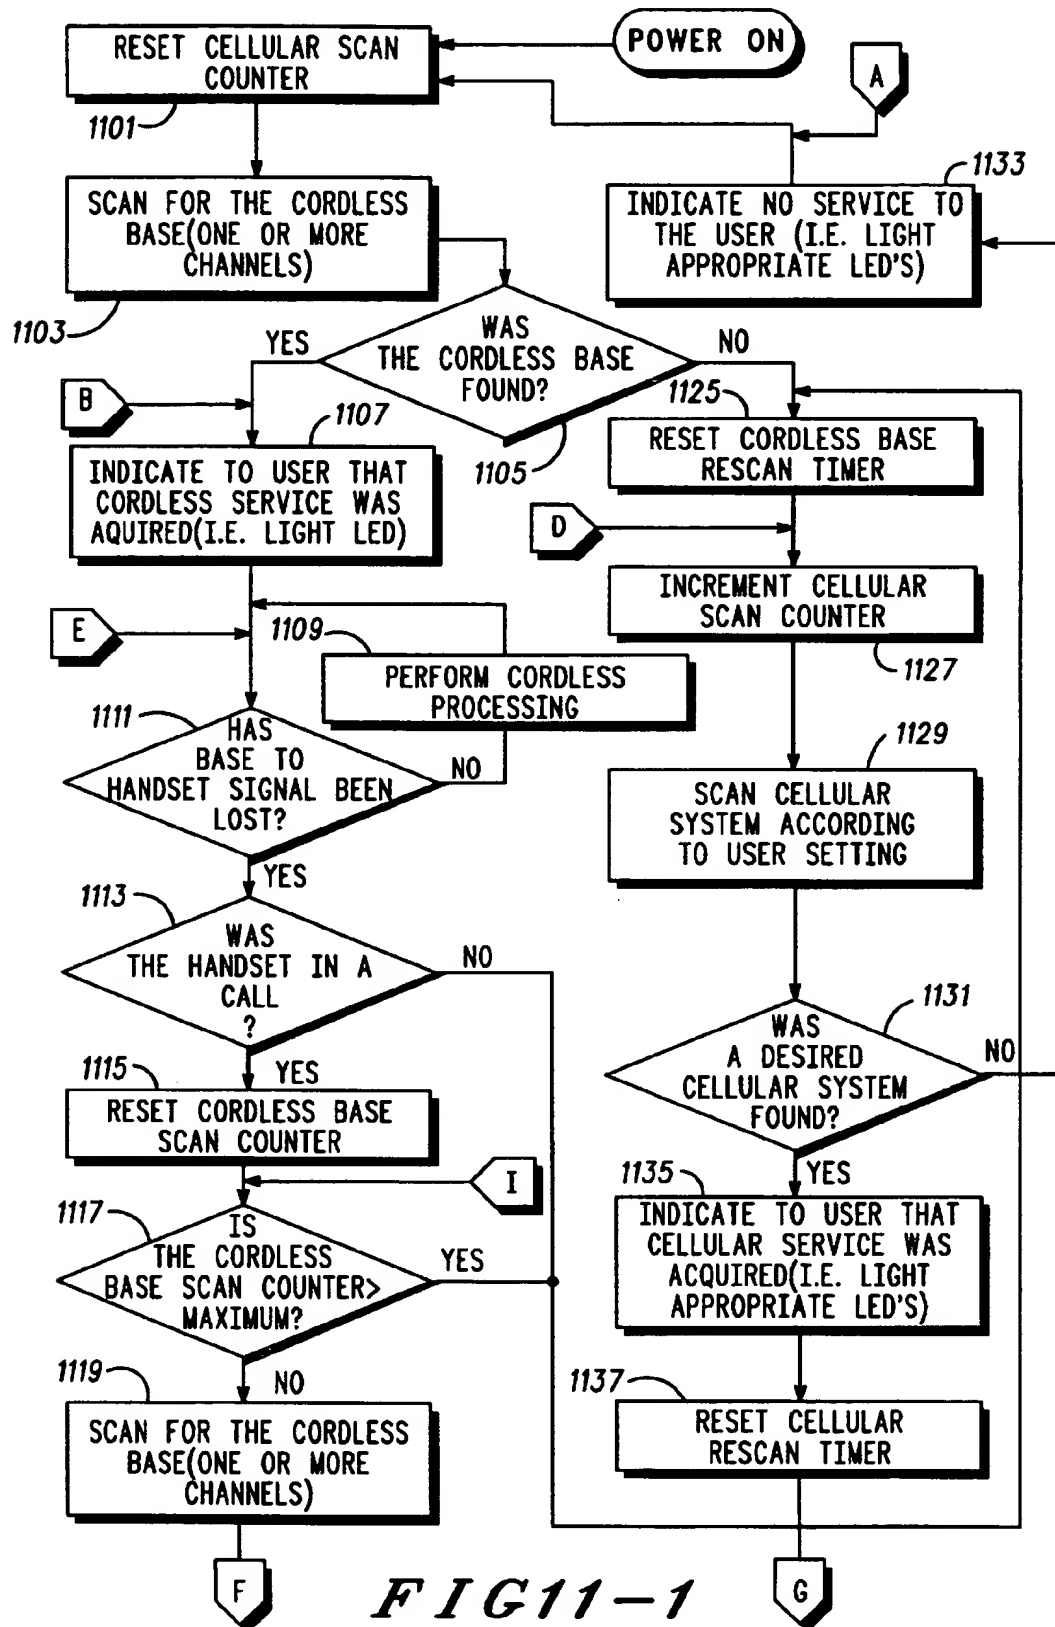 POWER ON
RESET CELLULAR SCAN
COUNTER
1101
A
SCAN FOR THE CORDLESS
BASE(ONE OR MORE
CHANNELS)
1103
1133
INDICATE NO SERVICE TO
THE USER (I.E. LIGHT
APPROPRIATE LED'S)
WAS
THE CORDLESS BASE
FOUND?
YES
NO
1105
B
1107
INDICATE TO USER THAT
CORDLESS SERVICE WAS
AQUIRED(I.E. LIGHT LED)
1125
RESET CORDLESS BASE
RESCAN TIMER
D
E
1109
PERFORM CORDLESS
PROCESSING
INCREMENT CELLULAR
SCAN COUNTER
1127
1111
HAS
BASE TO
HANDSET SIGNAL BEEN
LOST?
NO
YES
1129
SCAN CELLULAR
SYSTEM ACCORDING
TO USER SETTING
1113
WAS
THE HANDSET IN A
CALL
?
NO
YES
1131
WAS
A DESIRED
CELLULAR SYSTEM
FOUND?
NO
YES
1115
RESET CORDLESS BASE
SCAN COUNTER
I
1117
IS
THE CORDLESS
BASE SCAN COUNTER>
MAXIMUM?
YES
NO
1135
INDICATE TO USER THAT
CELLULAR SERVICE WAS
ACQUIRED(I.E. LIGHT
APPROPRIATE LED'S)
1119
SCAN FOR THE CORDLESS
BASE(ONE OR MORE
CHANNELS)
1137
RESET CELLULAR
RESCAN TIMER
F
G
FIG11-1